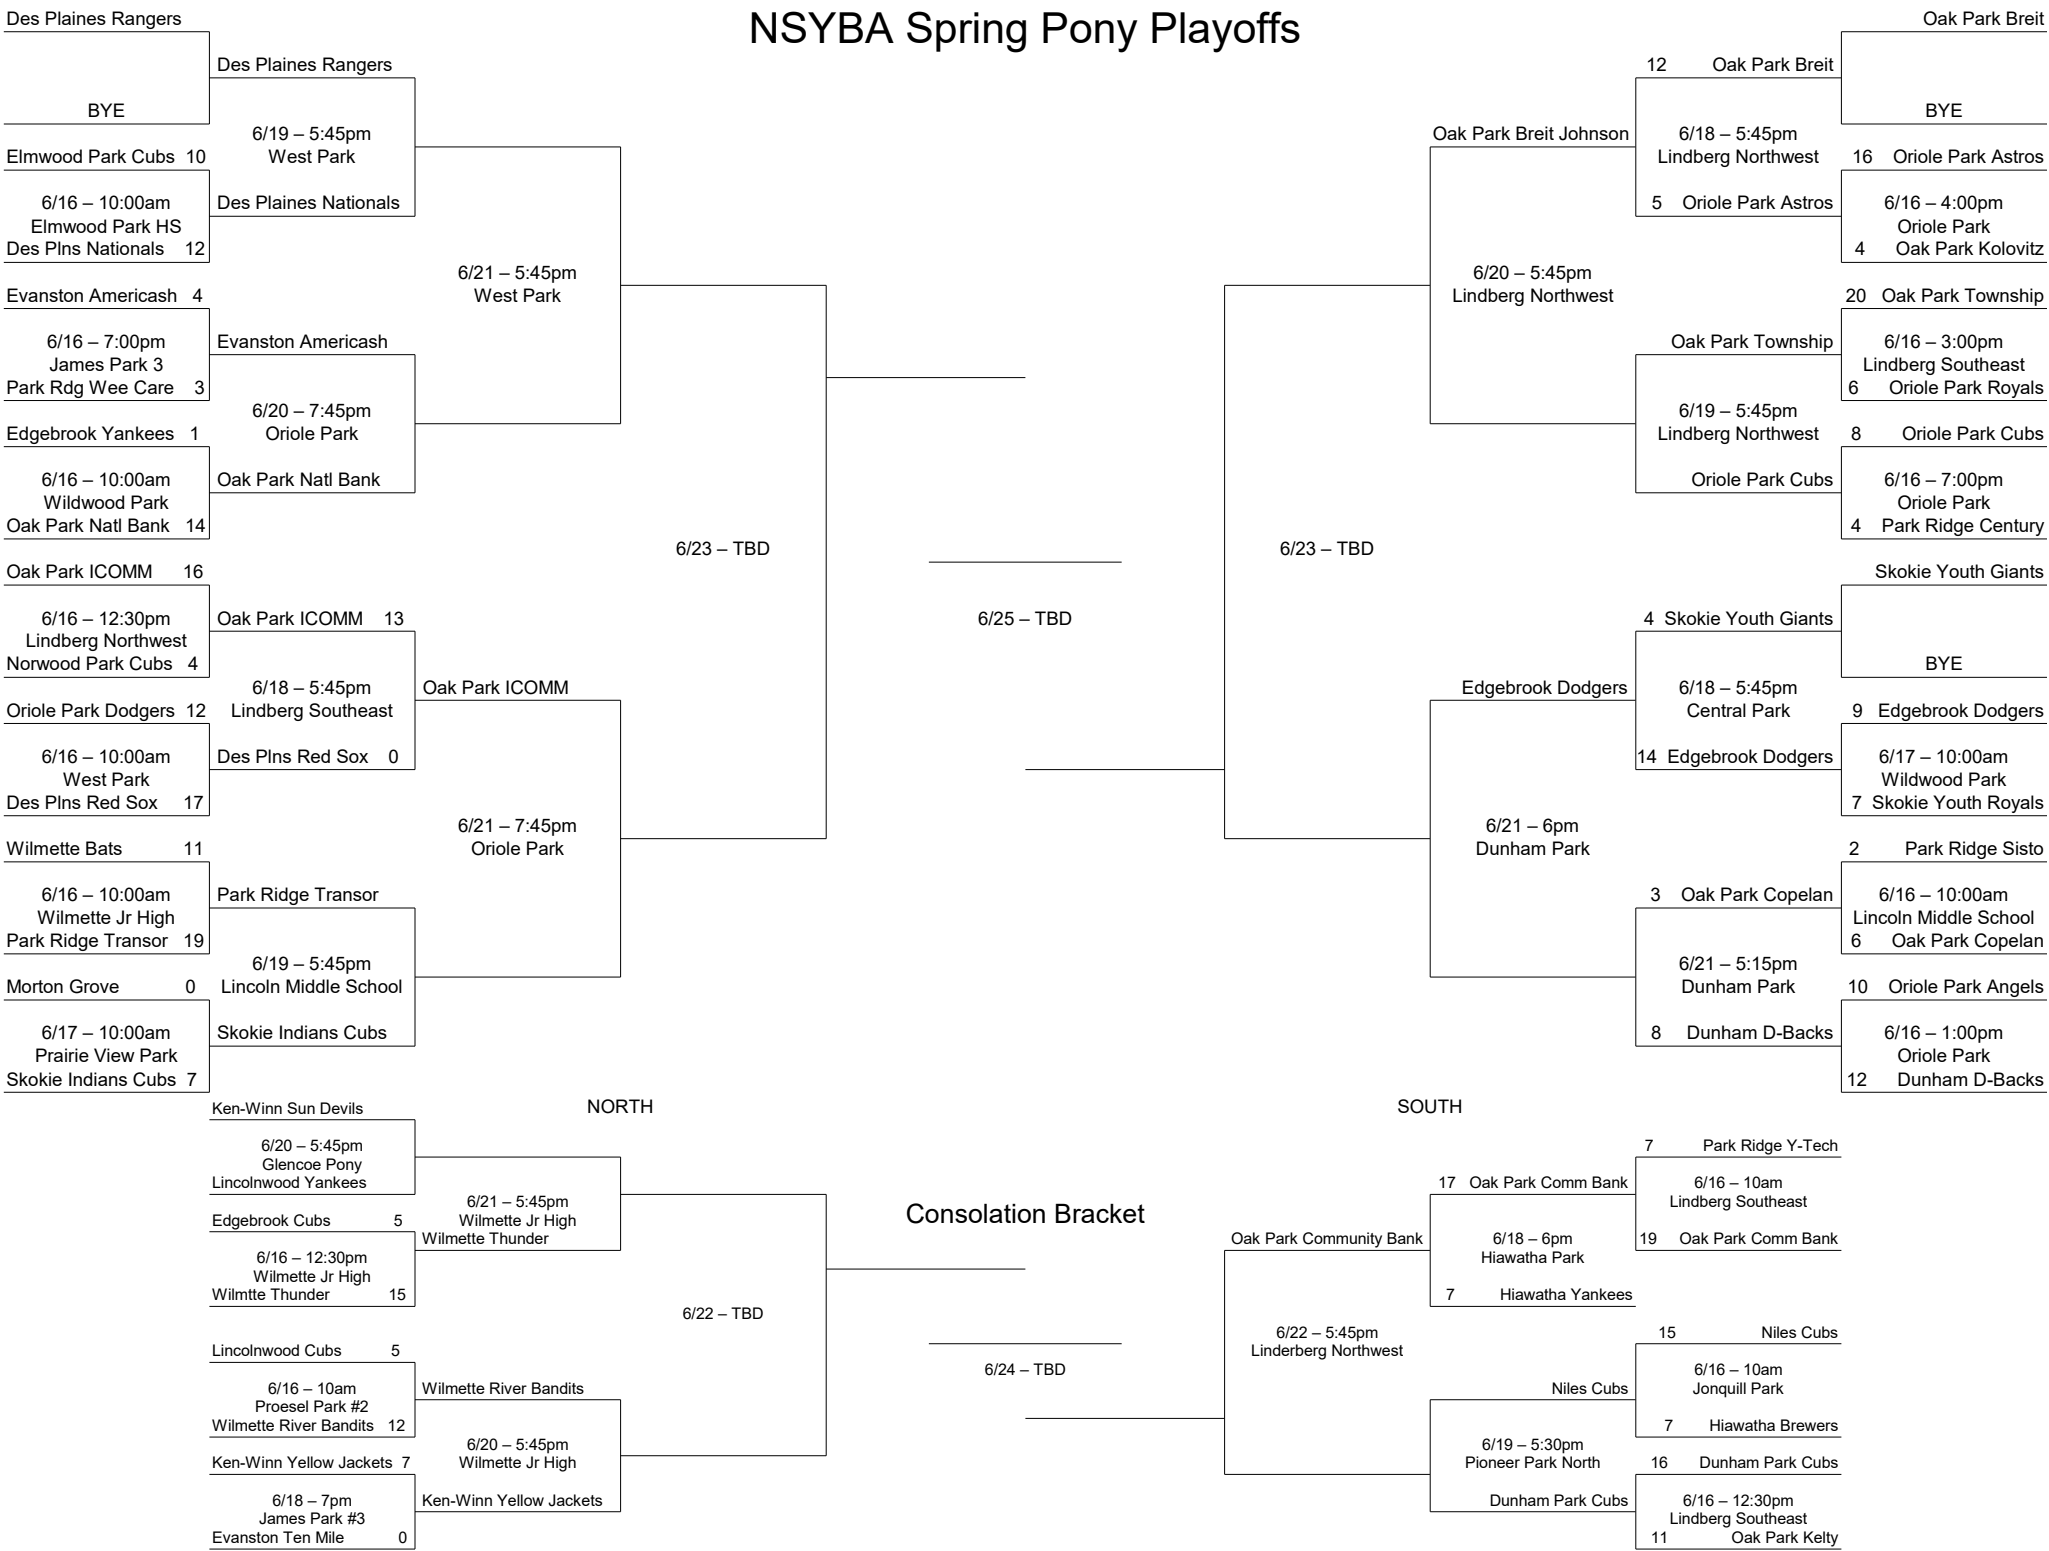 NSYBA Spring Pony Playoffs
Des Plaines Rangers
BYE
Elmwood Park Cubs 10
6/16 – 10:00am
Elmwood Park HS
Des Plns Nationals 12
Evanston Americash 4
6/16 – 7:00pm
James Park 3
Park Rdg Wee Care 3
Edgebrook Yankees 1
6/16 – 10:00am
Wildwood Park
Oak Park Natl Bank 14
Oak Park ICOMM 16
6/16 – 12:30pm
Lindberg Northwest
Norwood Park Cubs 4
Oriole Park Dodgers 12
6/16 – 10:00am
West Park
Des Plns Red Sox 17
Wilmette Bats 11
6/16 – 10:00am
Wilmette Jr High
Park Ridge Transor 19
Morton Grove 0
6/17 – 10:00am
Prairie View Park
Skokie Indians Cubs 7
Des Plaines Rangers
6/19 – 5:45pm
West Park
Des Plaines Nationals
Evanston Americash
6/20 – 7:45pm
Oriole Park
Oak Park Natl Bank
Oak Park ICOMM 13
6/18 – 5:45pm
Lindberg Southeast
Des Plns Red Sox 0
Park Ridge Transor
6/19 – 5:45pm
Lincoln Middle School
Skokie Indians Cubs
6/21 – 5:45pm
West Park
Oak Park ICOMM
6/21 – 7:45pm
Oriole Park
6/23 – TBD
6/25 – TBD
6/23 – TBD
Oak Park Breit Johnson
6/20 – 5:45pm
Lindberg Northwest
Edgebrook Dodgers
6/21 – 6pm
Dunham Park
12 Oak Park Breit
6/18 – 5:45pm
Lindberg Northwest
5 Oriole Park Astros
Oak Park Township
6/19 – 5:45pm
Lindberg Northwest
Oriole Park Cubs
4 Skokie Youth Giants
6/18 – 5:45pm
Central Park
14 Edgebrook Dodgers
3 Oak Park Copelan
6/21 – 5:15pm
Dunham Park
8 Dunham D-Backs
Oak Park Breit
BYE
16 Oriole Park Astros
6/16 – 4:00pm
Oriole Park
4 Oak Park Kolovitz
20 Oak Park Township
6/16 – 3:00pm
Lindberg Southeast
6 Oriole Park Royals
8 Oriole Park Cubs
6/16 – 7:00pm
Oriole Park
4 Park Ridge Century
Skokie Youth Giants
BYE
9 Edgebrook Dodgers
6/17 – 10:00am
Wildwood Park
7 Skokie Youth Royals
2 Park Ridge Sisto
6/16 – 10:00am
Lincoln Middle School
6 Oak Park Copelan
10 Oriole Park Angels
6/16 – 1:00pm
Oriole Park
12 Dunham D-Backs
NORTH
SOUTH
Consolation Bracket
Ken-Winn Sun Devils
6/20 – 5:45pm
Glencoe Pony
Lincolnwood Yankees
Edgebrook Cubs 5
6/16 – 12:30pm
Wilmette Jr High
Wilmtte Thunder 15
Lincolnwood Cubs 5
6/16 – 10am
Proesel Park #2
Wilmette River Bandits 12
Ken-Winn Yellow Jackets 7
6/18 – 7pm
James Park #3
Evanston Ten Mile 0
6/21 – 5:45pm
Wilmette Jr High
Wilmette Thunder
Wilmette River Bandits
6/20 – 5:45pm
Wilmette Jr High
Ken-Winn Yellow Jackets
6/22 – TBD
6/24 – TBD
Oak Park Community Bank
6/22 – 5:45pm
Linderberg Northwest
17 Oak Park Comm Bank
6/18 – 6pm
Hiawatha Park
7 Hiawatha Yankees
Niles Cubs
6/19 – 5:30pm
Pioneer Park North
Dunham Park Cubs
7 Park Ridge Y-Tech
6/16 – 10am
Lindberg Southeast
19 Oak Park Comm Bank
15 Niles Cubs
6/16 – 10am
Jonquill Park
7 Hiawatha Brewers
16 Dunham Park Cubs
6/16 – 12:30pm
Lindberg Southeast
11 Oak Park Kelty